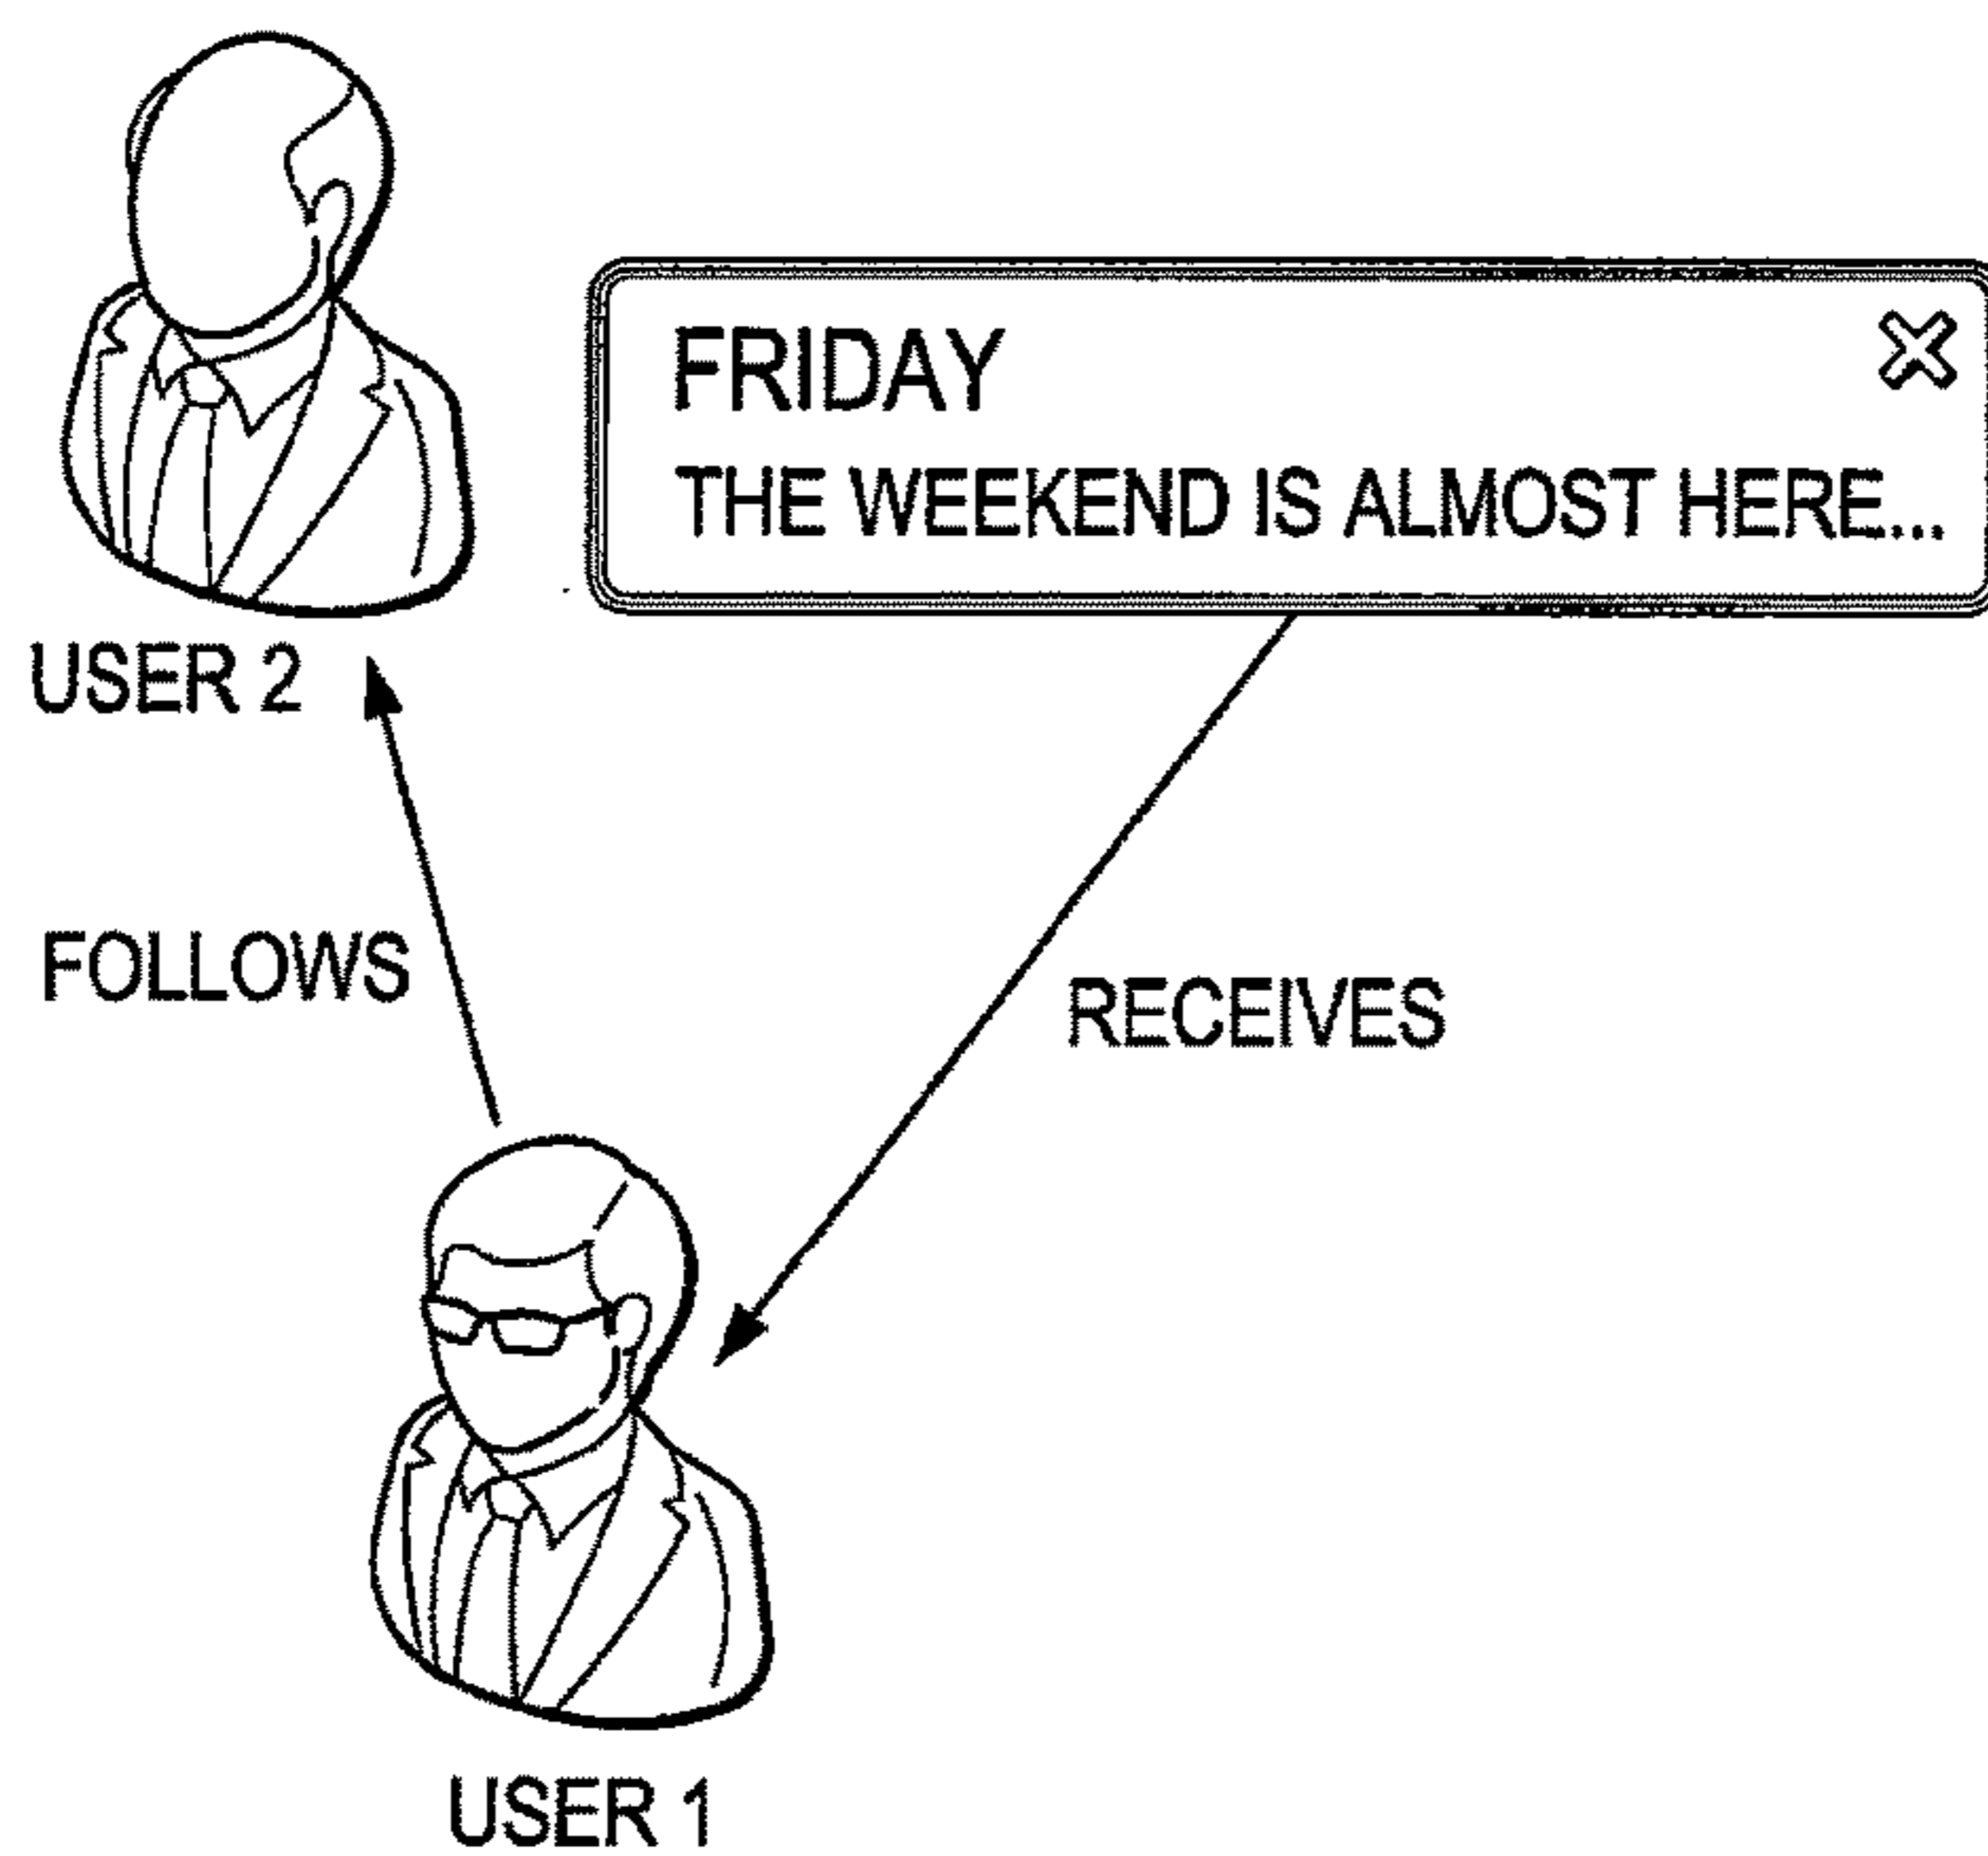 FRIDAY
THE WEEKEND IS ALMOST HERE...
USER 2
FOLLOWS
RECEIVES
USER 1